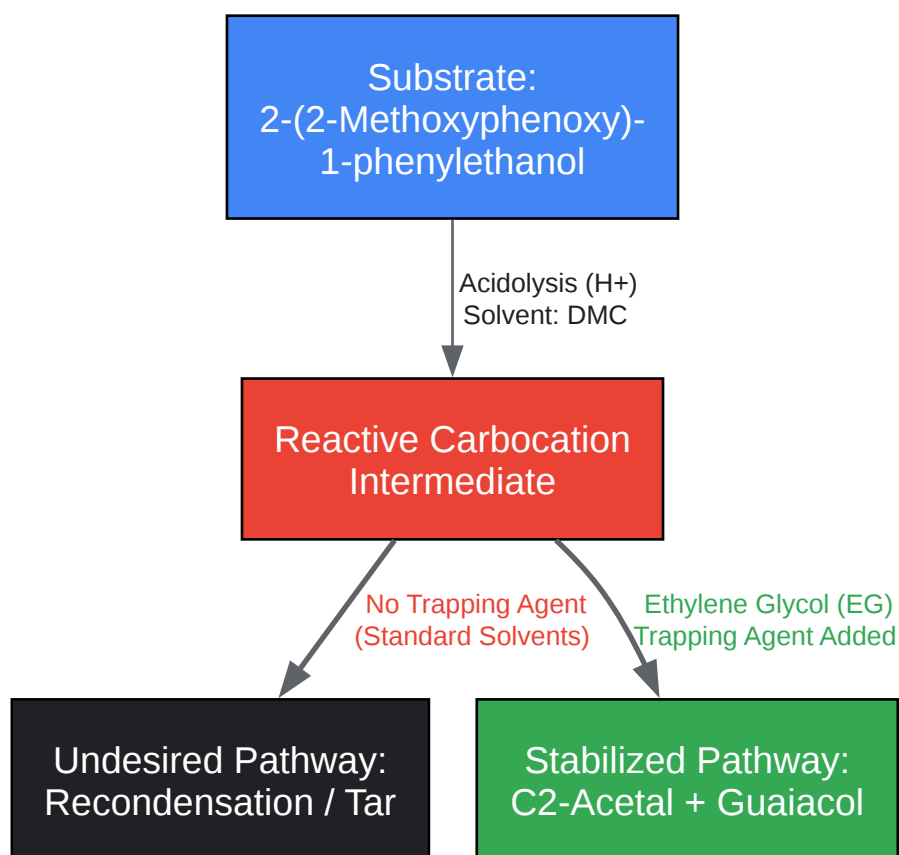 Substrate:
2-(2-Methoxyphenoxy)-
1-phenylethanol
Acidolysis (H+)
Solvent: DMC
Reactive Carbocation
Intermediate
No Trapping Agent
(Standard Solvents)
Ethylene Glycol (EG)
Trapping Agent Added
Undesired Pathway:
Recondensation / Tar
Stabilized Pathway:
C2-Acetal + Guaiacol